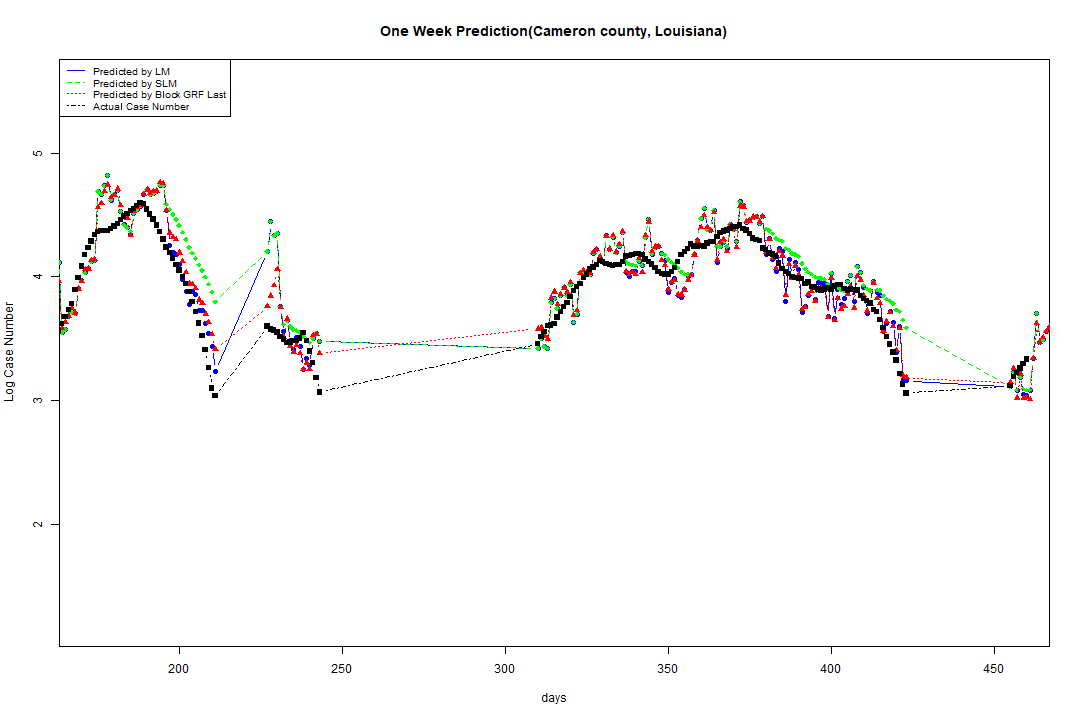 One Week Prediction(Cameron county, Louisiana)
Predicted by LM
Predicted by SLM
Predicted by Block GRF Last
Actual Case Number
5
4
3
2
Log Case Number
200 250 300 350 400 450
days